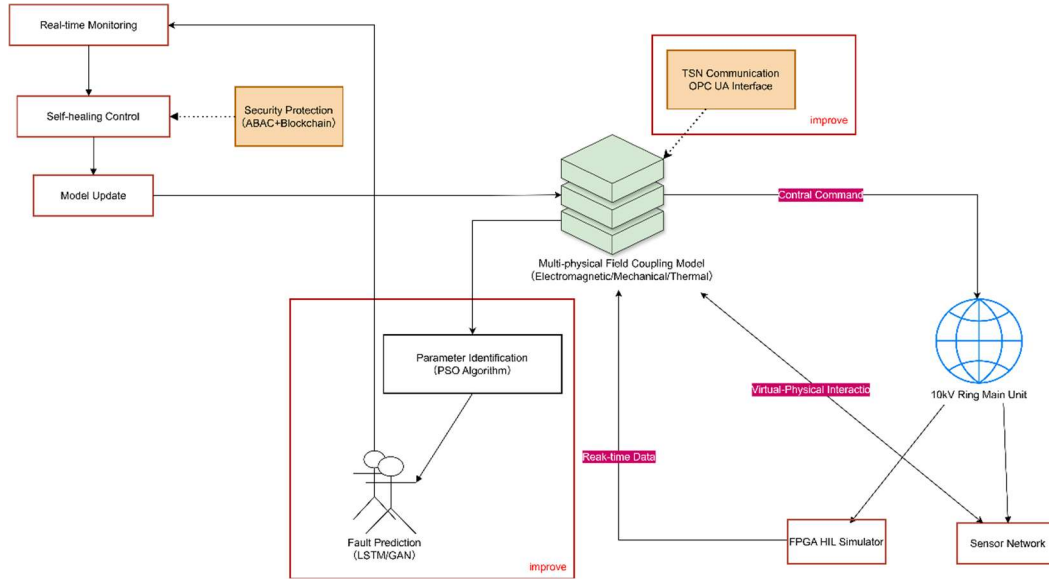 Real-time Monitoring
Self-healing Control
Security Protection
(ABAC+Blockchain)
Model Update
TSN Communication
OPC UA Interface
improve
Contral Command
Multi-physical Field Coupling Model
(Electromagnetic/Mechanical/Thermal)
Parameter Identification
(PSO Algorithm)
Virtual-Physical Interactio
10kV Ring Main Unit
Reak-time Data
Fault Prediction
(LSTM/GAN)
improve
FPGA HIL Simulator
Sensor Network